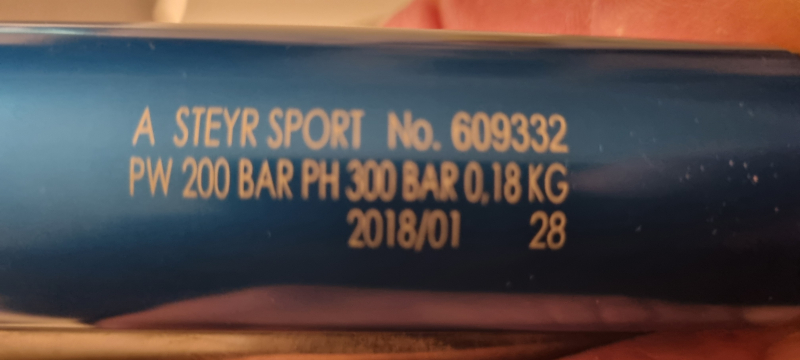 A STEYR SPORT No. 609332
PW 200 BAR PH 300 BAR 0,18 KG
2018/01 28